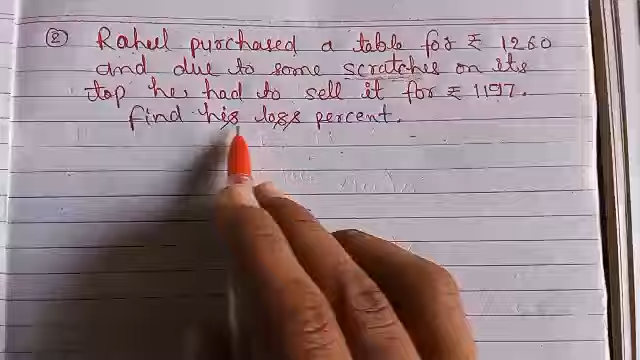 ② Rahul purchased a table for ₹ 1260
and due to some scratches on its
top he had to sell it for ₹ 1197.
find his loss percent.